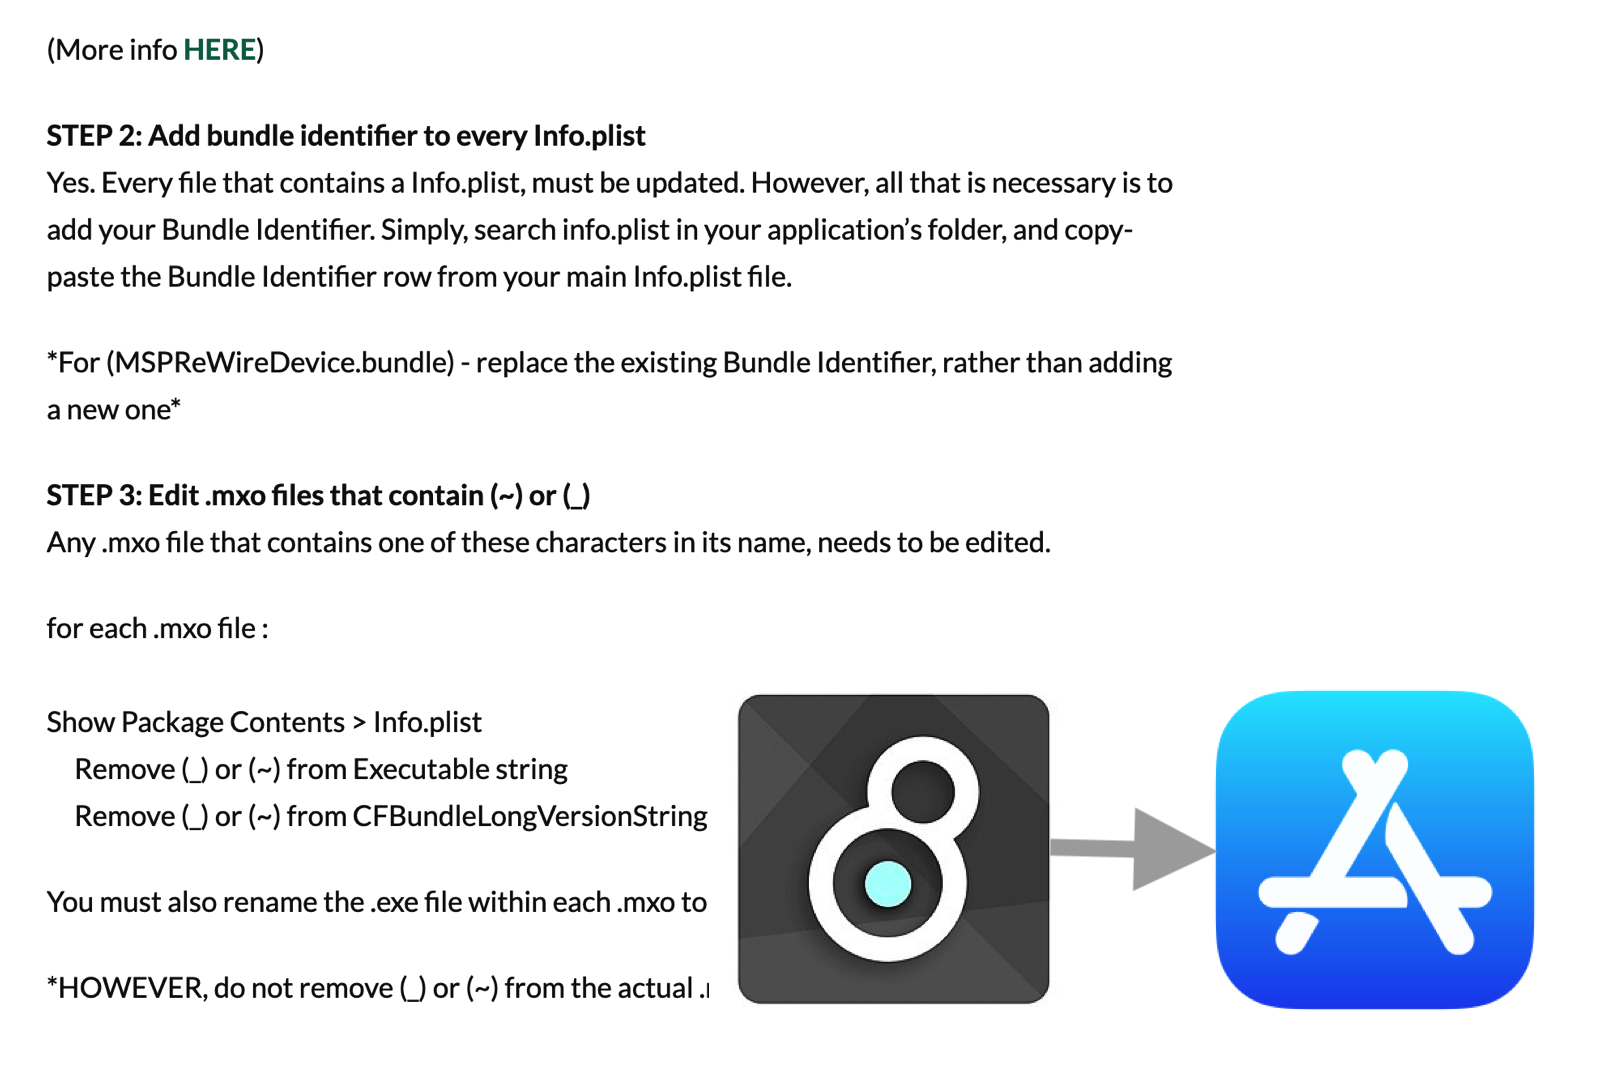 (More info HERE)
STEP 2: Add bundle identifier to every Info.plist
Yes. Every file that contains a Info.plist, must be updated. However, all that is necessary is to
add your Bundle Identifier. Simply, search info.plist in your application’s folder, and copy-
paste the Bundle Identifier row from your main Info.plist file.
*For (MSPReWireDevice.bundle) - replace the existing Bundle Identifier, rather than adding
a new one*
STEP 3: Edit .mxo files that contain (~) or (_)
Any .mxo file that contains one of these characters in its name, needs to be edited.
for each .mxo file :
Show Package Contents > Info.plist
Remove (_) or (~) from Executable string
Remove (_) or (~) from CFBundleLongVersionString
You must also rename the .exe file within each .mxo to
*HOWEVER, do not remove (_) or (~) from the actual